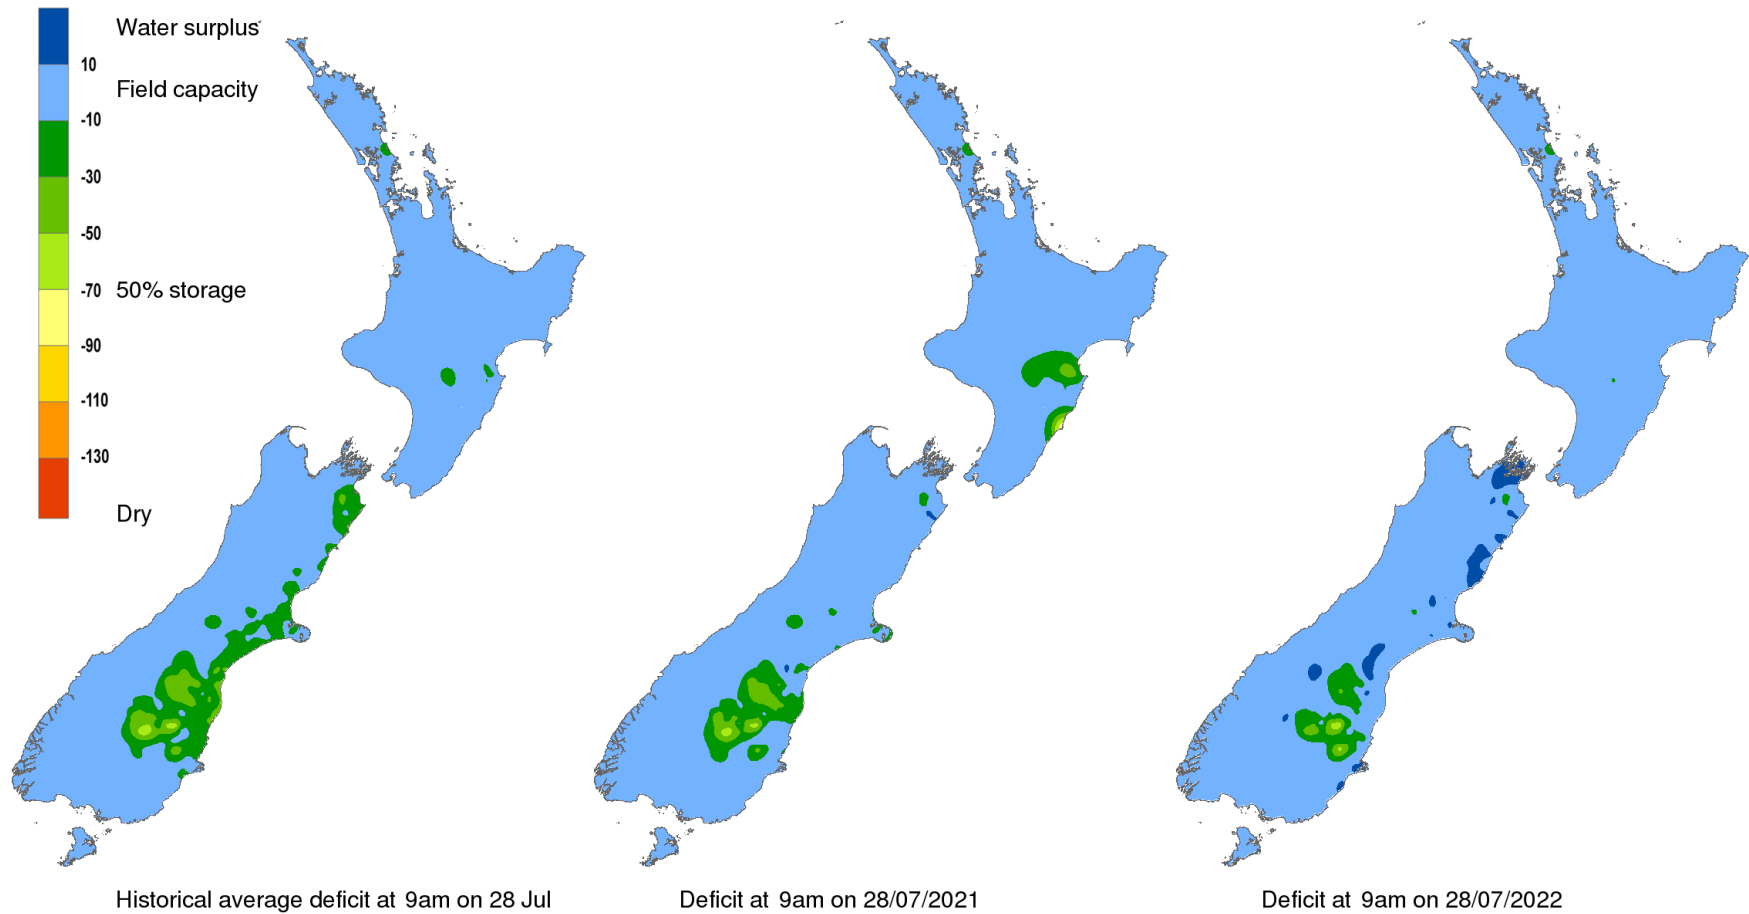 Water surplus
10
Field capacity
-10
-30
-50
-70
50% storage
-90
-110
-130
Dry
Historical average deficit at 9am on 28 Jul
Deficit at 9am on 28/07/2021
Deficit at 9am on 28/07/2022